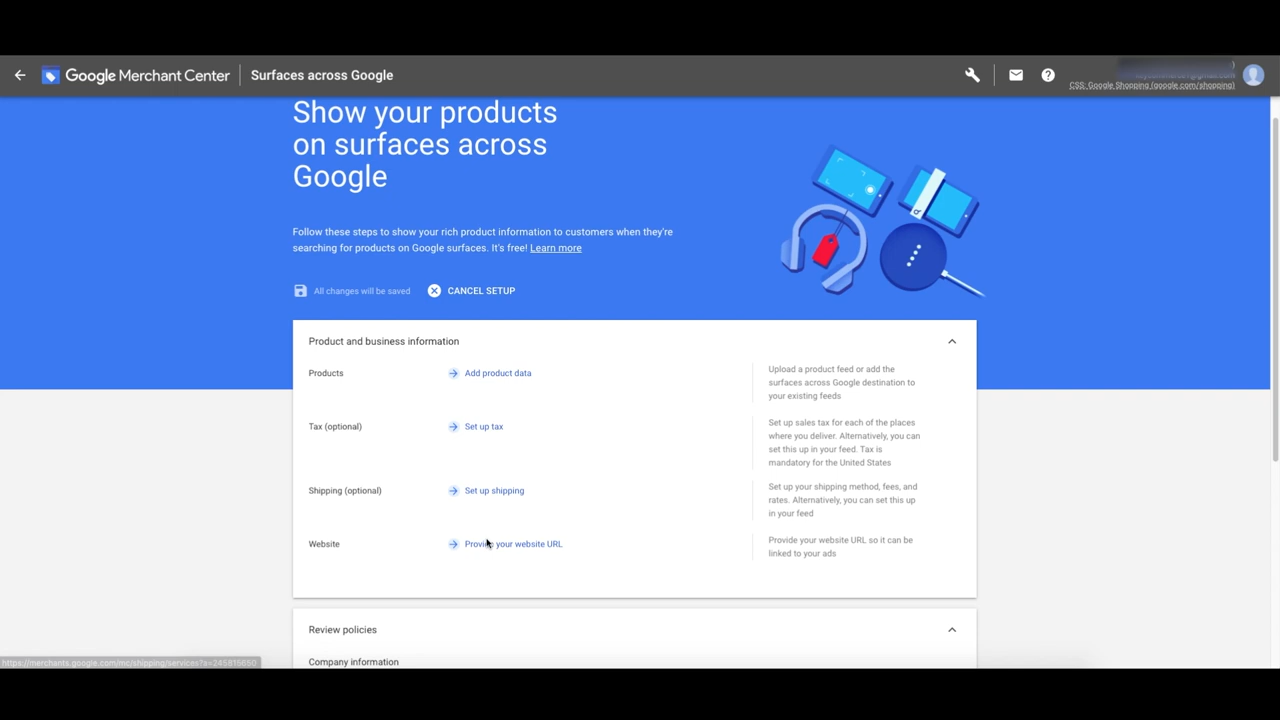 Google Merchant Center
Surfaces across Google
)
CSS: Google Shopping (google.com/shopping)
Show your products
on surfaces across
Google
Follow these steps to show your rich product information to customers when they're
searching for products on Google surfaces. It's free! Learn more
All changes will be saved
CANCEL SETUP
Product and business information
Products
Add product data
Upload a product feed or add the
surfaces across Google destination to
your existing feeds
Tax (optional)
Set up tax
Set up sales tax for each of the places
where you deliver. Alternatively, you can
set this up in your feed. Tax is
mandatory for the United States
Shipping (optional)
Set up shipping
Set up your shipping method, fees, and
rates. Alternatively, you can set this up
in your feed
Website
Provide your website URL
Provide your website URL so it can be
linked to your ads
Review policies
Company information